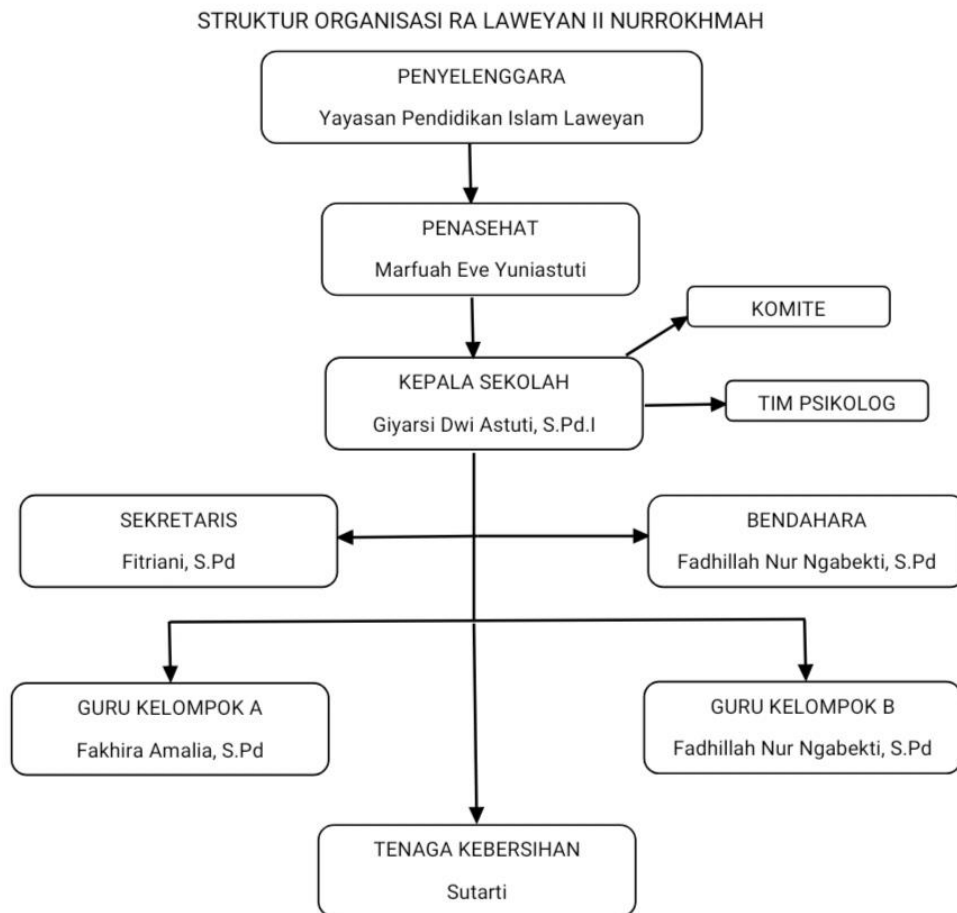 STRUKTUR ORGANISASI RA LAWEYAN II NURROKHMAH
PENYELENGGARA
Yayasan Pendidikan Islam Laweyan
PENASEHAT
Marfuah Eve Yuniastuti
KOMITE
KEPALA SEKOLAH
Giyarsi Dwi Astuti, S.Pd.I
TIM PSIKOLOG
SEKRETARIS
Fitriani, S.Pd
BENDAHARA
Fadhillah Nur Ngabekti, S.Pd
GURU KELOMPOK A
Fakhira Amalia, S.Pd
GURU KELOMPOK B
Fadhillah Nur Ngabekti, S.Pd
TENAGA KEBERSIHAN
Sutarti